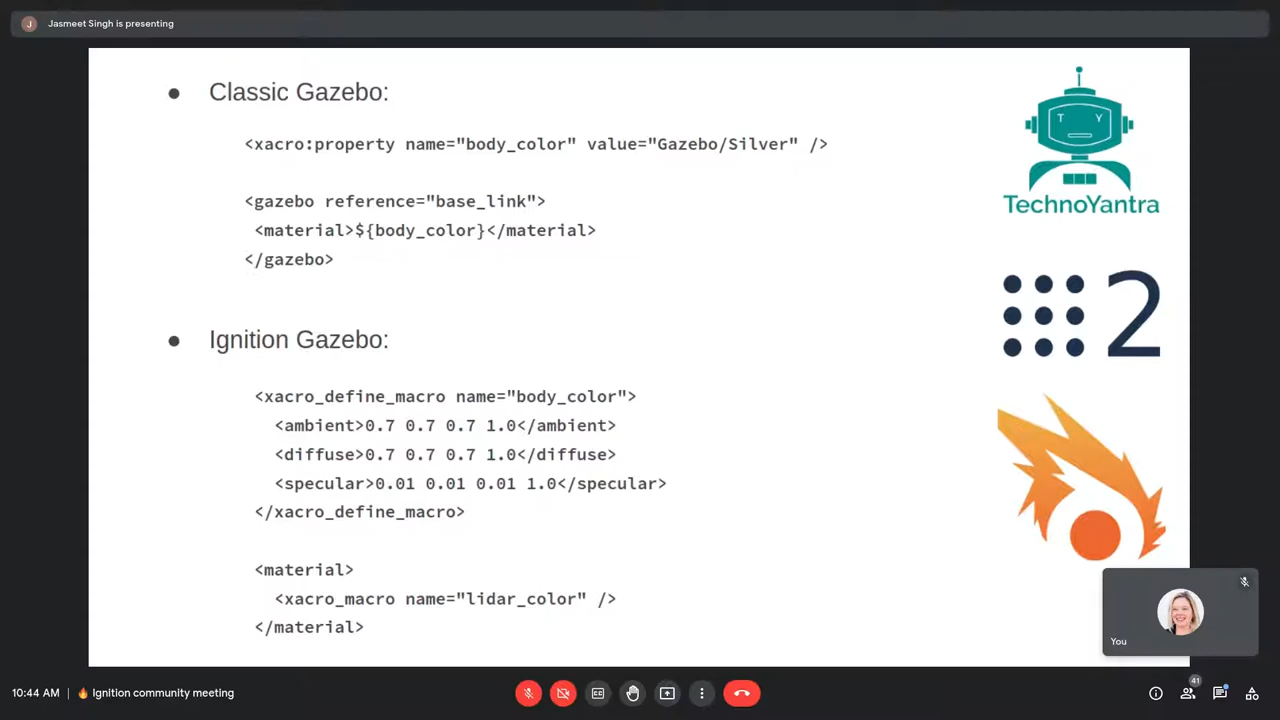 J Jasmeet Singh is presenting
● Classic Gazebo:
<xacro:property name="body_color" value="Gazebo/Silver" />
<gazebo reference="base_link">
<material>${body_color}</material>
</gazebo>
● Ignition Gazebo:
<xacro_define_macro name="body_color">
<ambient>0.7 0.7 0.7 1.0</ambient>
<diffuse>0.7 0.7 0.7 1.0</diffuse>
<specular>0.01 0.01 0.01 1.0</specular>
</xacro_define_macro>
<material>
<xacro_macro name="lidar_color" />
</material>
T Y
TechnoYantra
2
You
10:44 AM | 🔥 Ignition community meeting
CC
41